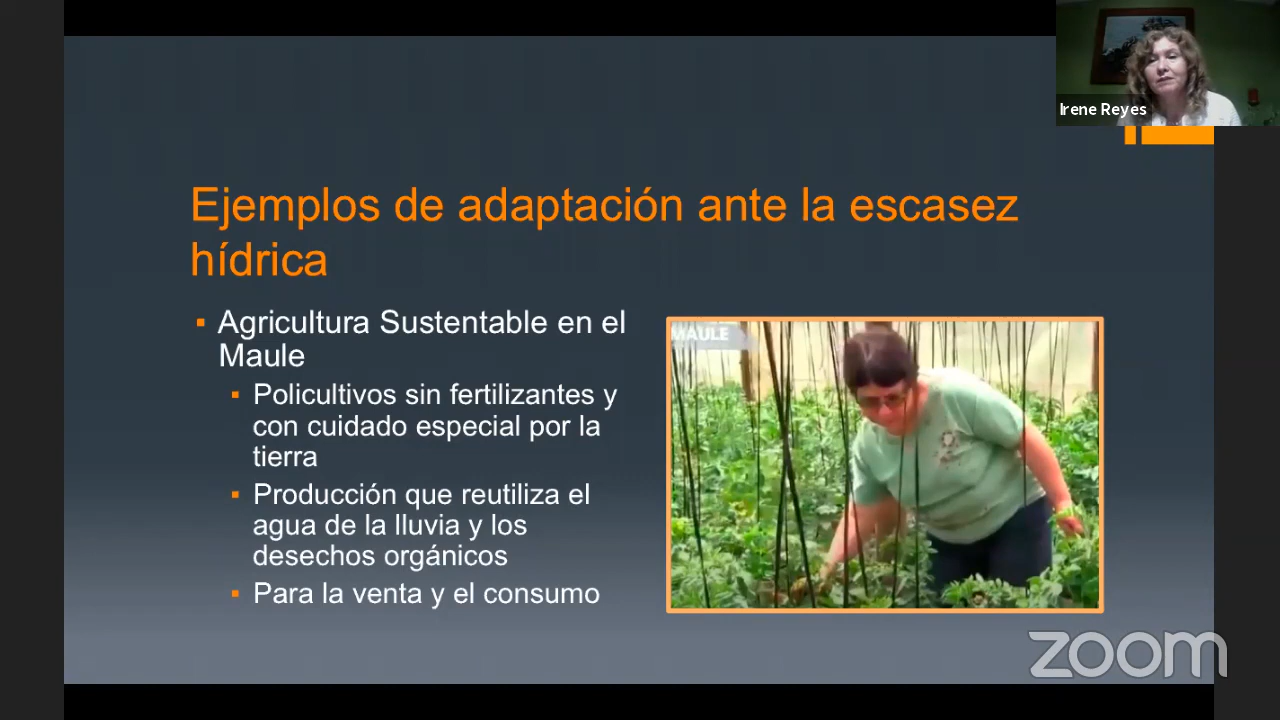 Irene Reyes
Ejemplos de adaptación ante la escasez
hídrica
▪ Agricultura Sustentable en el
Maule
▪ Policultivos sin fertilizantes y
con cuidado especial por la
tierra
▪ Producción que reutiliza el
agua de la lluvia y los
desechos orgánicos
▪ Para la venta y el consumo
MAULE
zoom